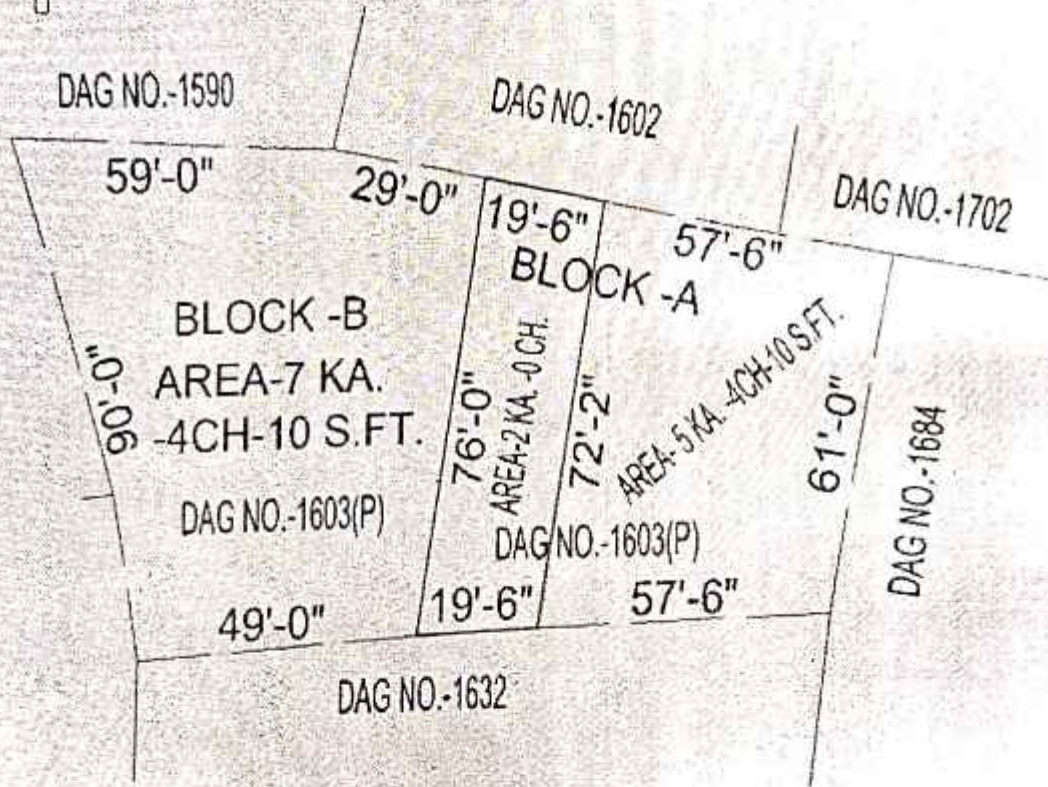 DAG NO.-1590
DAG NO.-1602
DAG NO.-1702
59'-0"
29'-0"
19'-6"
57'-6"
BLOCK -A
BLOCK -B
AREA-7 KA.
-4CH-10 S.FT.
DAG NO.-1603(P)
90'-0"
76'-0"
AREA-2 KA. -0 CH.
72'-2"
AREA- 5 KA. -4CH-10 S.FT.
61'-0"
DAG NO.-1684
DAG NO.-1603(P)
49'-0"
19'-6"
57'-6"
DAG NO.-1632